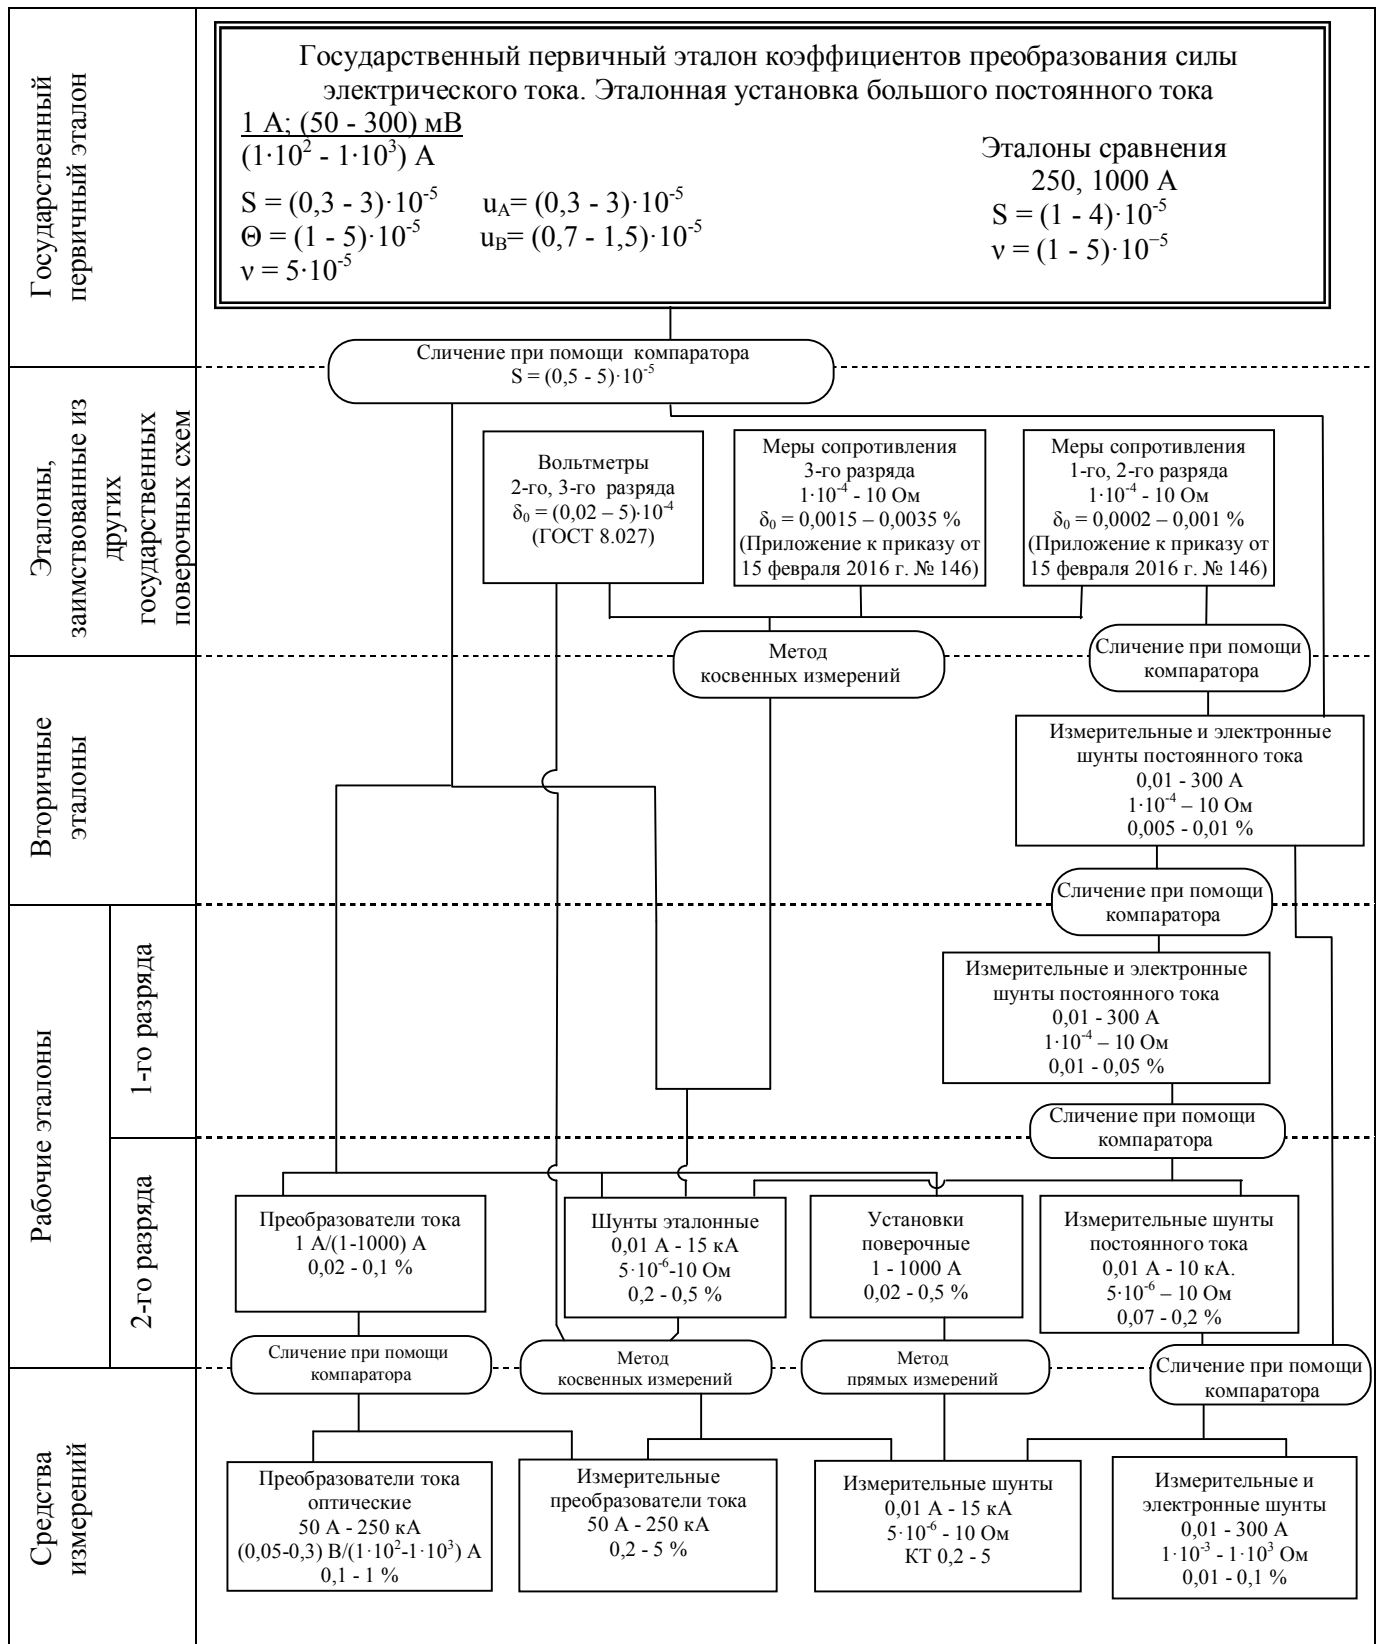 Государственный
первичный эталон
Государственный первичный эталон коэффициентов преобразования силы
электрического тока. Эталонная установка большого постоянного тока
1 А; (50 - 300) мВ
(1·10² - 1·10³) А
S = (0,3 - 3)·10⁻⁵ u_A= (0,3 - 3)·10⁻⁵
Θ = (1 - 5)·10⁻⁵ u_B= (0,7 - 1,5)·10⁻⁵
ν = 5·10⁻⁵
Эталоны сравнения
250, 1000 А
S = (1 - 4)·10⁻⁵
ν = (1 - 5)·10⁻⁵
Сличение при помощи компаратора
S = (0,5 - 5)·10⁻⁵
Эталоны,
заимствованные из
других
государственных
поверочных схем
Вольтметры
2-го, 3-го разряда
δ₀ = (0,02 – 5)·10⁻⁴
(ГОСТ 8.027)
Меры сопротивления
3-го разряда
1·10⁻⁴ - 10 Ом
δ₀ = 0,0015 – 0,0035 %
(Приложение к приказу от
15 февраля 2016 г. № 146)
Меры сопротивления
1-го, 2-го разряда
1·10⁻⁴ - 10 Ом
δ₀ = 0,0002 – 0,001 %
(Приложение к приказу от
15 февраля 2016 г. № 146)
Метод
косвенных измерений
Сличение при помощи
компаратора
Вторичные
эталоны
Измерительные и электронные
шунты постоянного тока
0,01 - 300 А
1·10⁻⁴ – 10 Ом
0,005 - 0,01 %
Сличение при помощи
компаратора
Рабочие эталоны
1-го разряда
Измерительные и электронные
шунты постоянного тока
0,01 - 300 А
1·10⁻⁴ – 10 Ом
0,01 - 0,05 %
Сличение при помощи
компаратора
2-го разряда
Преобразователи тока
1 А/(1-1000) А
0,02 - 0,1 %
Шунты эталонные
0,01 А - 15 кА
5·10⁻⁶-10 Ом
0,2 - 0,5 %
Установки
поверочные
1 - 1000 А
0,02 - 0,5 %
Измерительные шунты
постоянного тока
0,01 А - 10 кА.
5·10⁻⁶ – 10 Ом
0,07 - 0,2 %
Сличение при помощи
компаратора
Метод
косвенных измерений
Метод
прямых измерений
Сличение при помощи
компаратора
Средства
измерений
Преобразователи тока
оптические
50 А - 250 кА
(0,05-0,3) В/(1·10²-1·10³) А
0,1 - 1 %
Измерительные
преобразователи тока
50 А - 250 кА
0,2 - 5 %
Измерительные шунты
0,01 А - 15 кА
5·10⁻⁶ - 10 Ом
КТ 0,2 - 5
Измерительные и
электронные шунты
0,01 - 300 А
1·10⁻³ - 1·10³ Ом
0,01 - 0,1 %